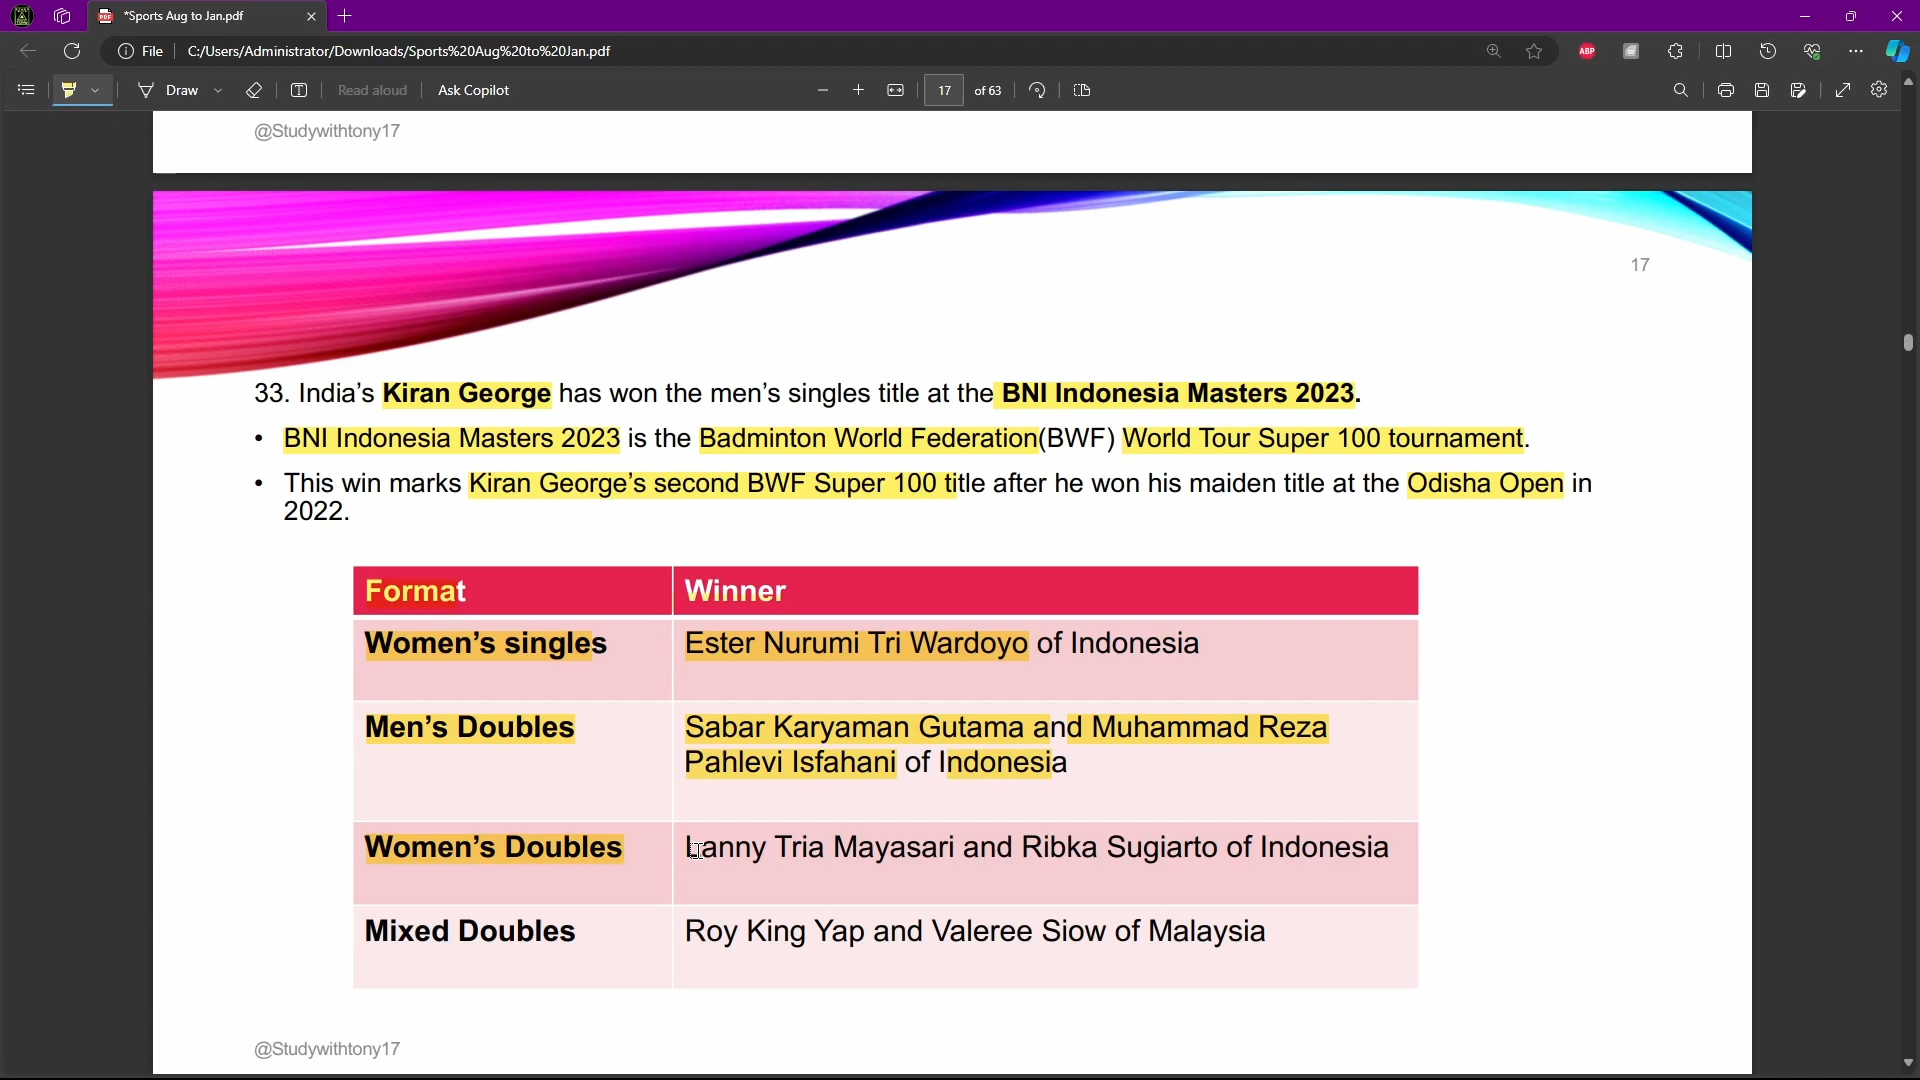 *Sports Aug to Jan.pdf
File
C:/Users/Administrator/Downloads/Sports%20Aug%20to%20Jan.pdf
ABP
Draw
Read aloud
Ask Copilot
17
of 63
@Studywithtony17
17
33. India’s Kiran George has won the men’s singles title at the BNI Indonesia Masters 2023.
• BNI Indonesia Masters 2023 is the Badminton World Federation(BWF) World Tour Super 100 tournament.
• This win marks Kiran George’s second BWF Super 100 title after he won his maiden title at the Odisha Open in
2022.
Format Winner
Women’s singles Ester Nurumi Tri Wardoyo of Indonesia
Men’s Doubles Sabar Karyaman Gutama and Muhammad Reza
Pahlevi Isfahani of Indonesia
Women’s Doubles Lanny Tria Mayasari and Ribka Sugiarto of Indonesia
Mixed Doubles Roy King Yap and Valeree Siow of Malaysia
@Studywithtony17